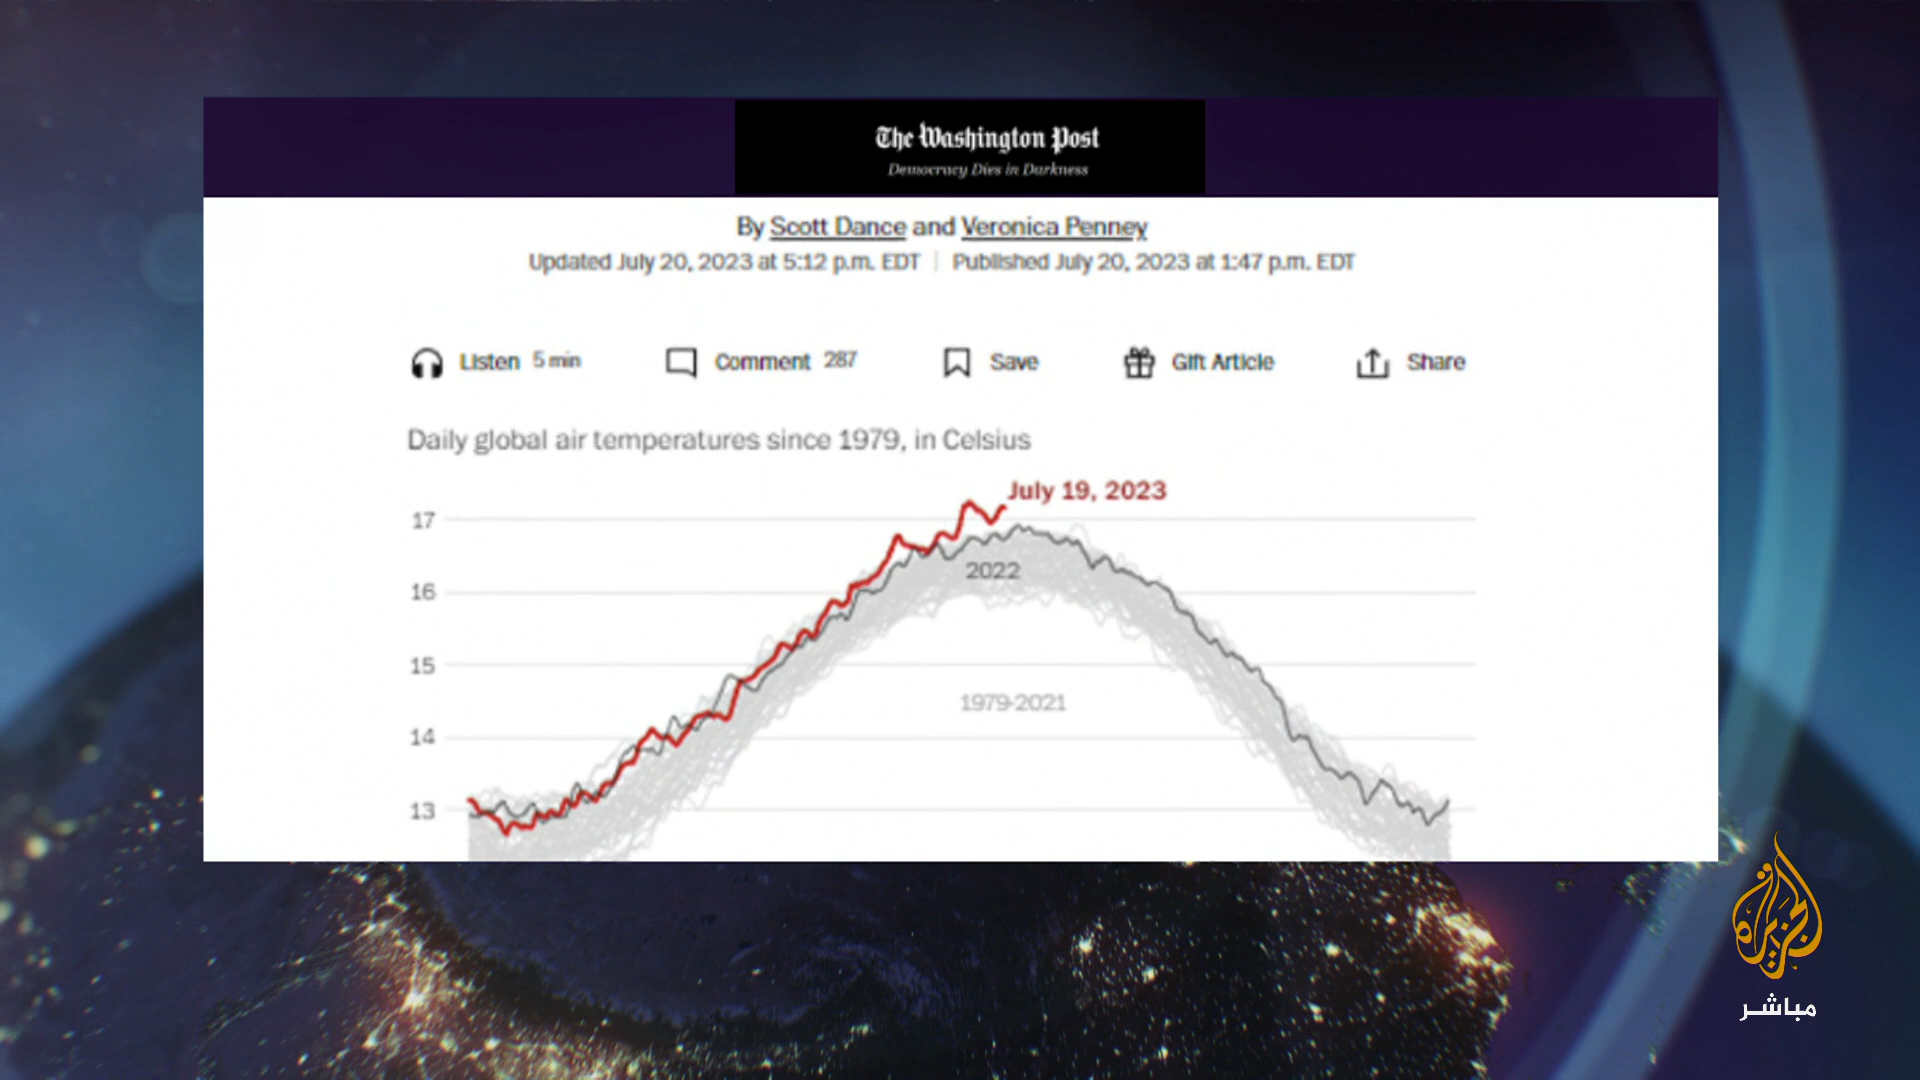 The Washington Post
Democracy Dies in Darkness
By Scott Dance and Veronica Penney
Updated July 20, 2023 at 5:12 p.m. EDT | Published July 20, 2023 at 1:47 p.m. EDT
Listen 5 min Comment 287 Save Gift Article Share
Daily global air temperatures since 1979, in Celsius
July 19, 2023
17
2022
16
15
1979-2021
14
13
الجزيرة
مباشر